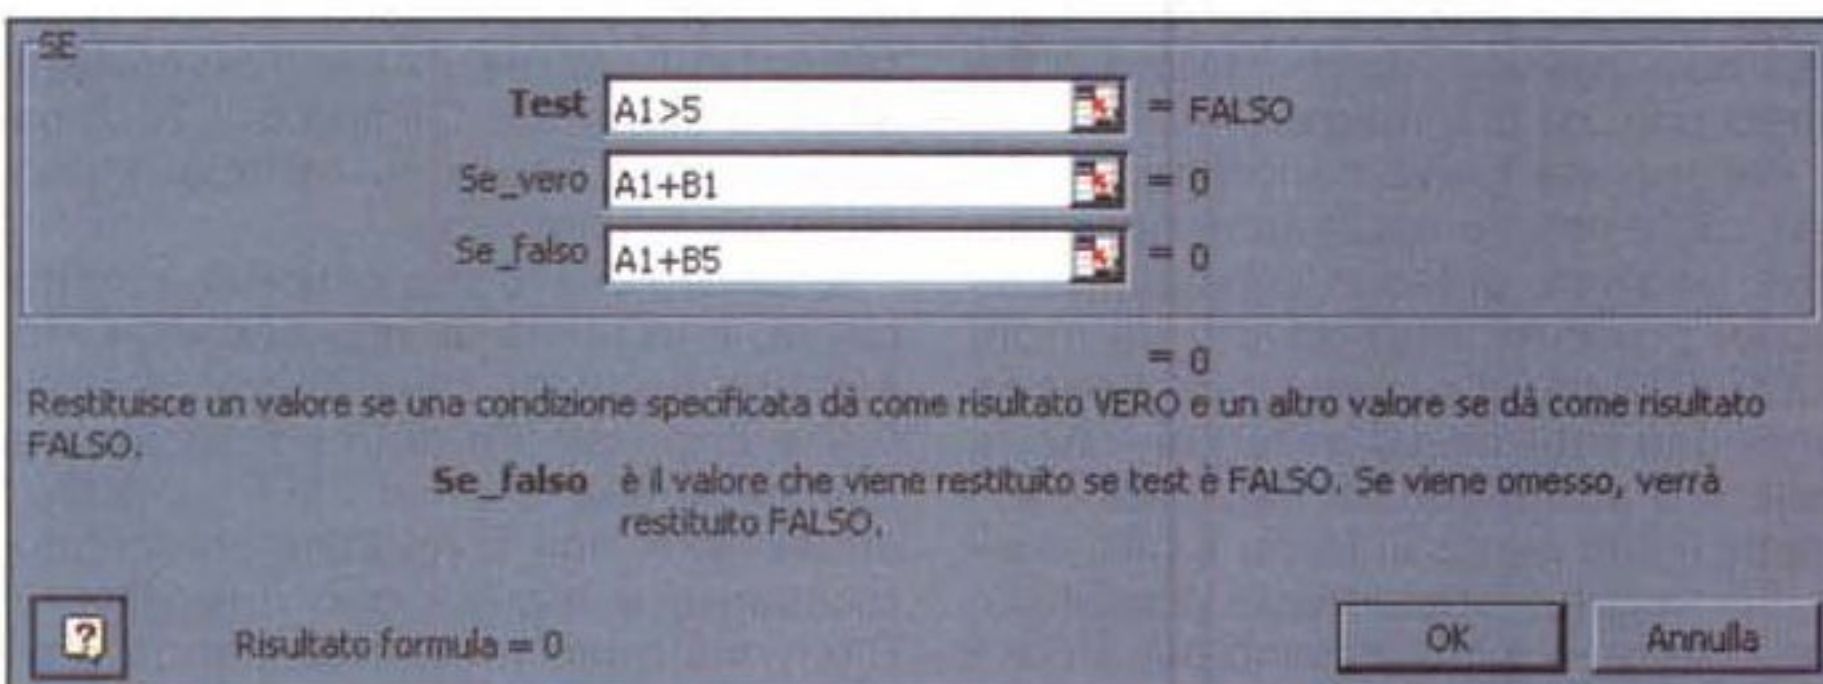 SE
Test A1>5 = FALSO
Se_vero A1+B1 = 0
Se_falso A1+B5 = 0
= 0
Restituisce un valore se una condizione specificata dà come risultato VERO e un altro valore se dà come risultato
FALSO.
Se_falso è il valore che viene restituito se test è FALSO. Se viene omesso, verrà
restituito FALSO.
? Risultato formula = 0 OK Annulla